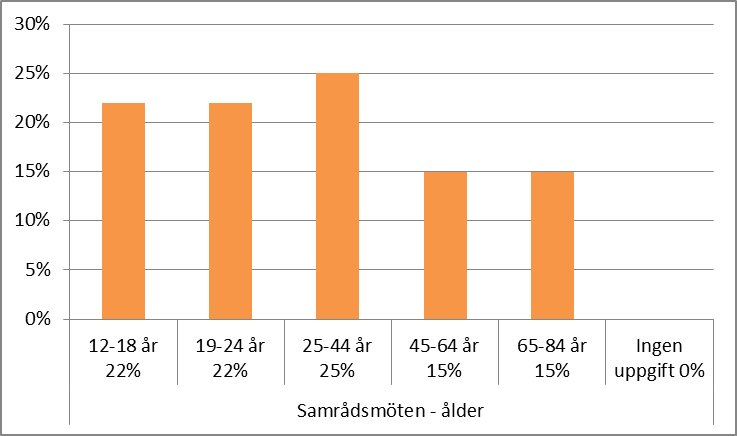 30%
25%
20%
15%
10%
5%
0%
12-18 år
22%
19-24 år
22%
25-44 år
25%
45-64 år
15%
65-84 år
15%
Ingen
uppgift 0%
Samrådsmöten - ålder